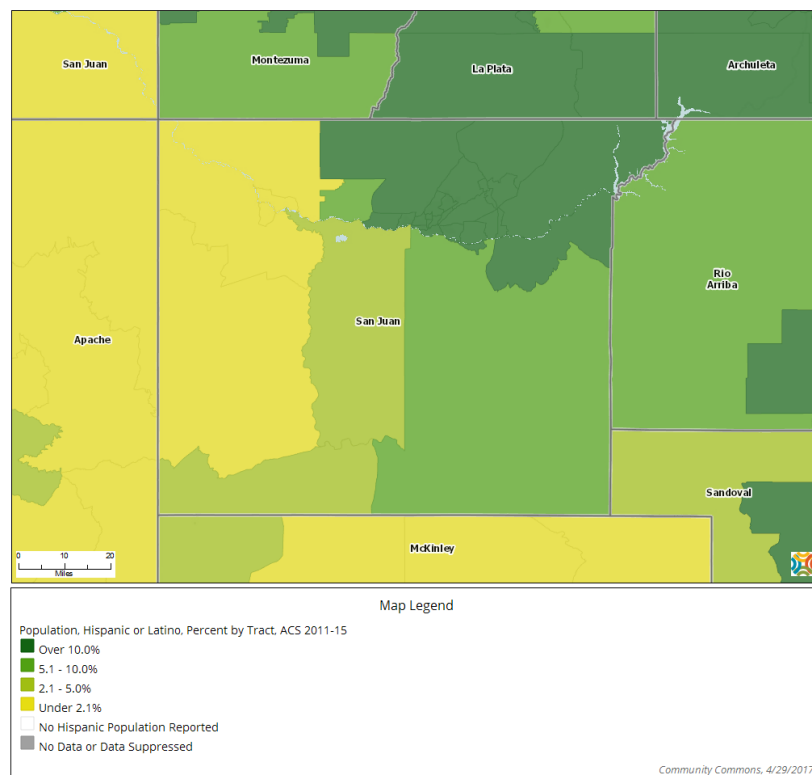 San Juan
Montezuma
La Plata
Archuleta
Rio
Arriba
San Juan
Apache
Sandoval
McKinley
0 10 20
Miles
Map Legend
Population, Hispanic or Latino, Percent by Tract, ACS 2011-15
Over 10.0%
5.1 - 10.0%
2.1 - 5.0%
Under 2.1%
No Hispanic Population Reported
No Data or Data Suppressed
Community Commons, 4/29/2017